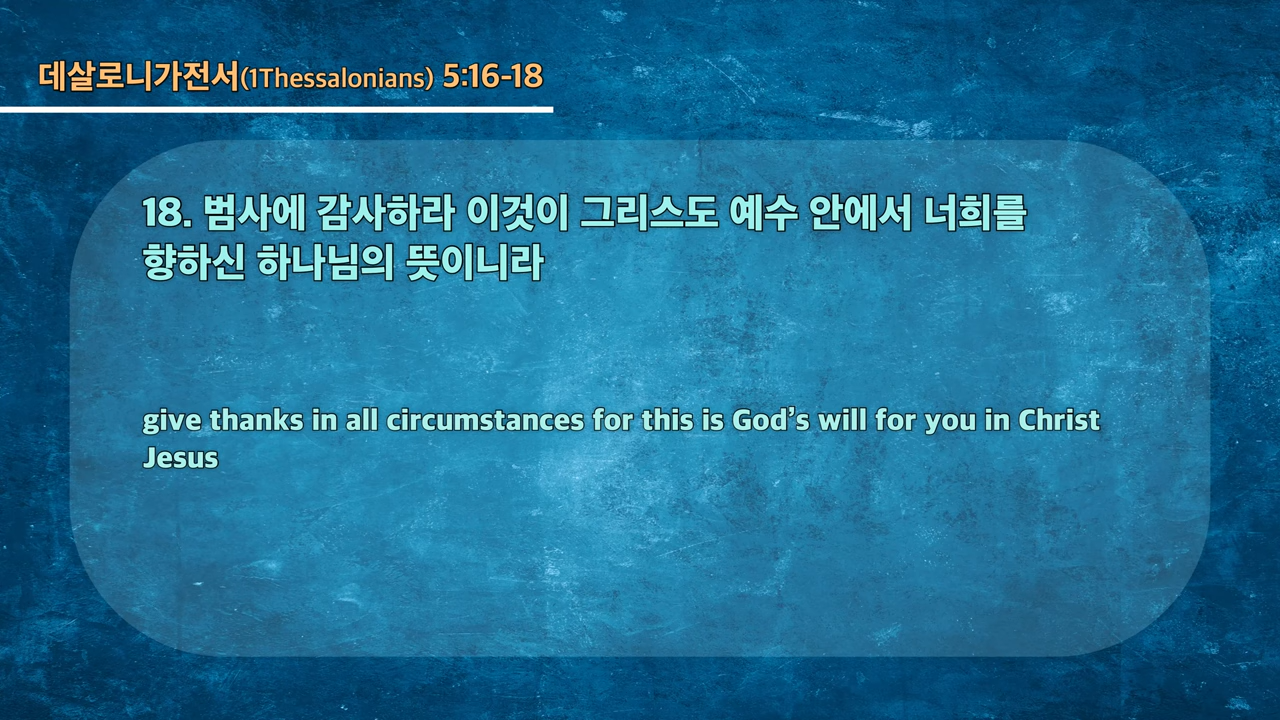 데살로니가전서(1Thessalonians) 5:16-18
18. 범사에 감사하라 이것이 그리스도 예수 안에서 너희를
향하신 하나님의 뜻이니라
give thanks in all circumstances for this is God’s will for you in Christ
Jesus